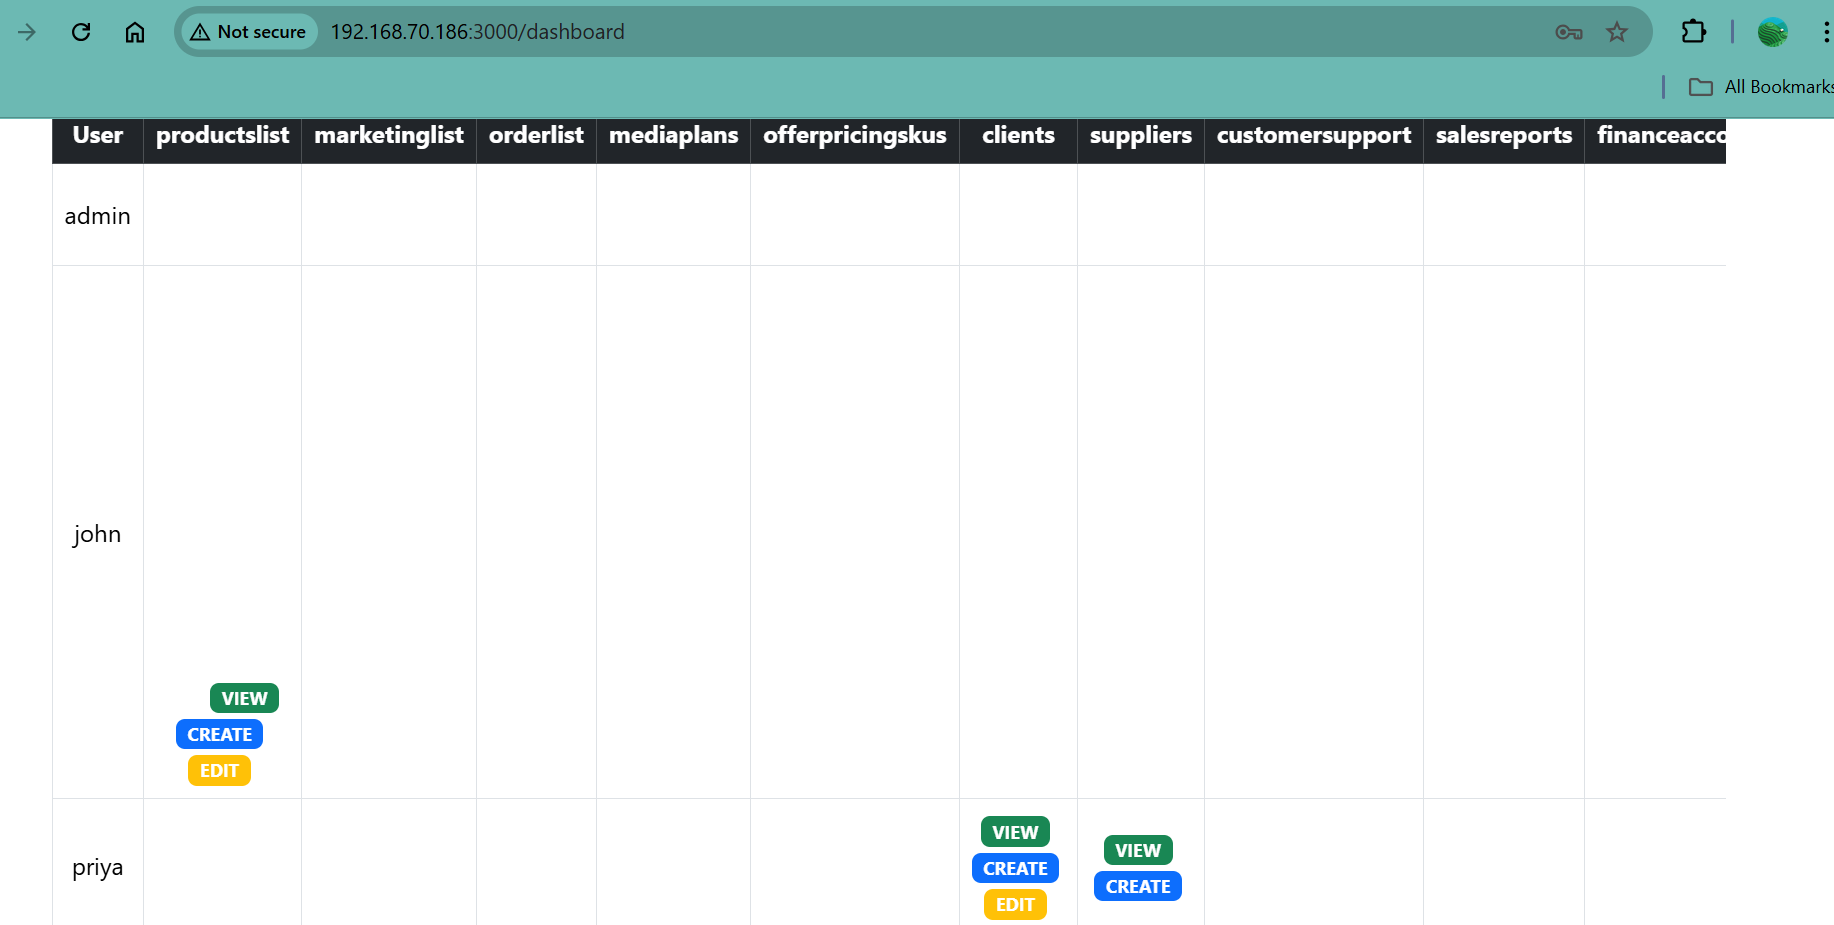 Not secure 192.168.70.186:3000/dashboard
All Bookmarks
User productslist marketinglist orderlist mediaplans offerpricingskus clients suppliers customersupport salesreports financeacco
admin
john
VIEW
CREATE
EDIT
priya
VIEW
CREATE
EDIT
VIEW
CREATE